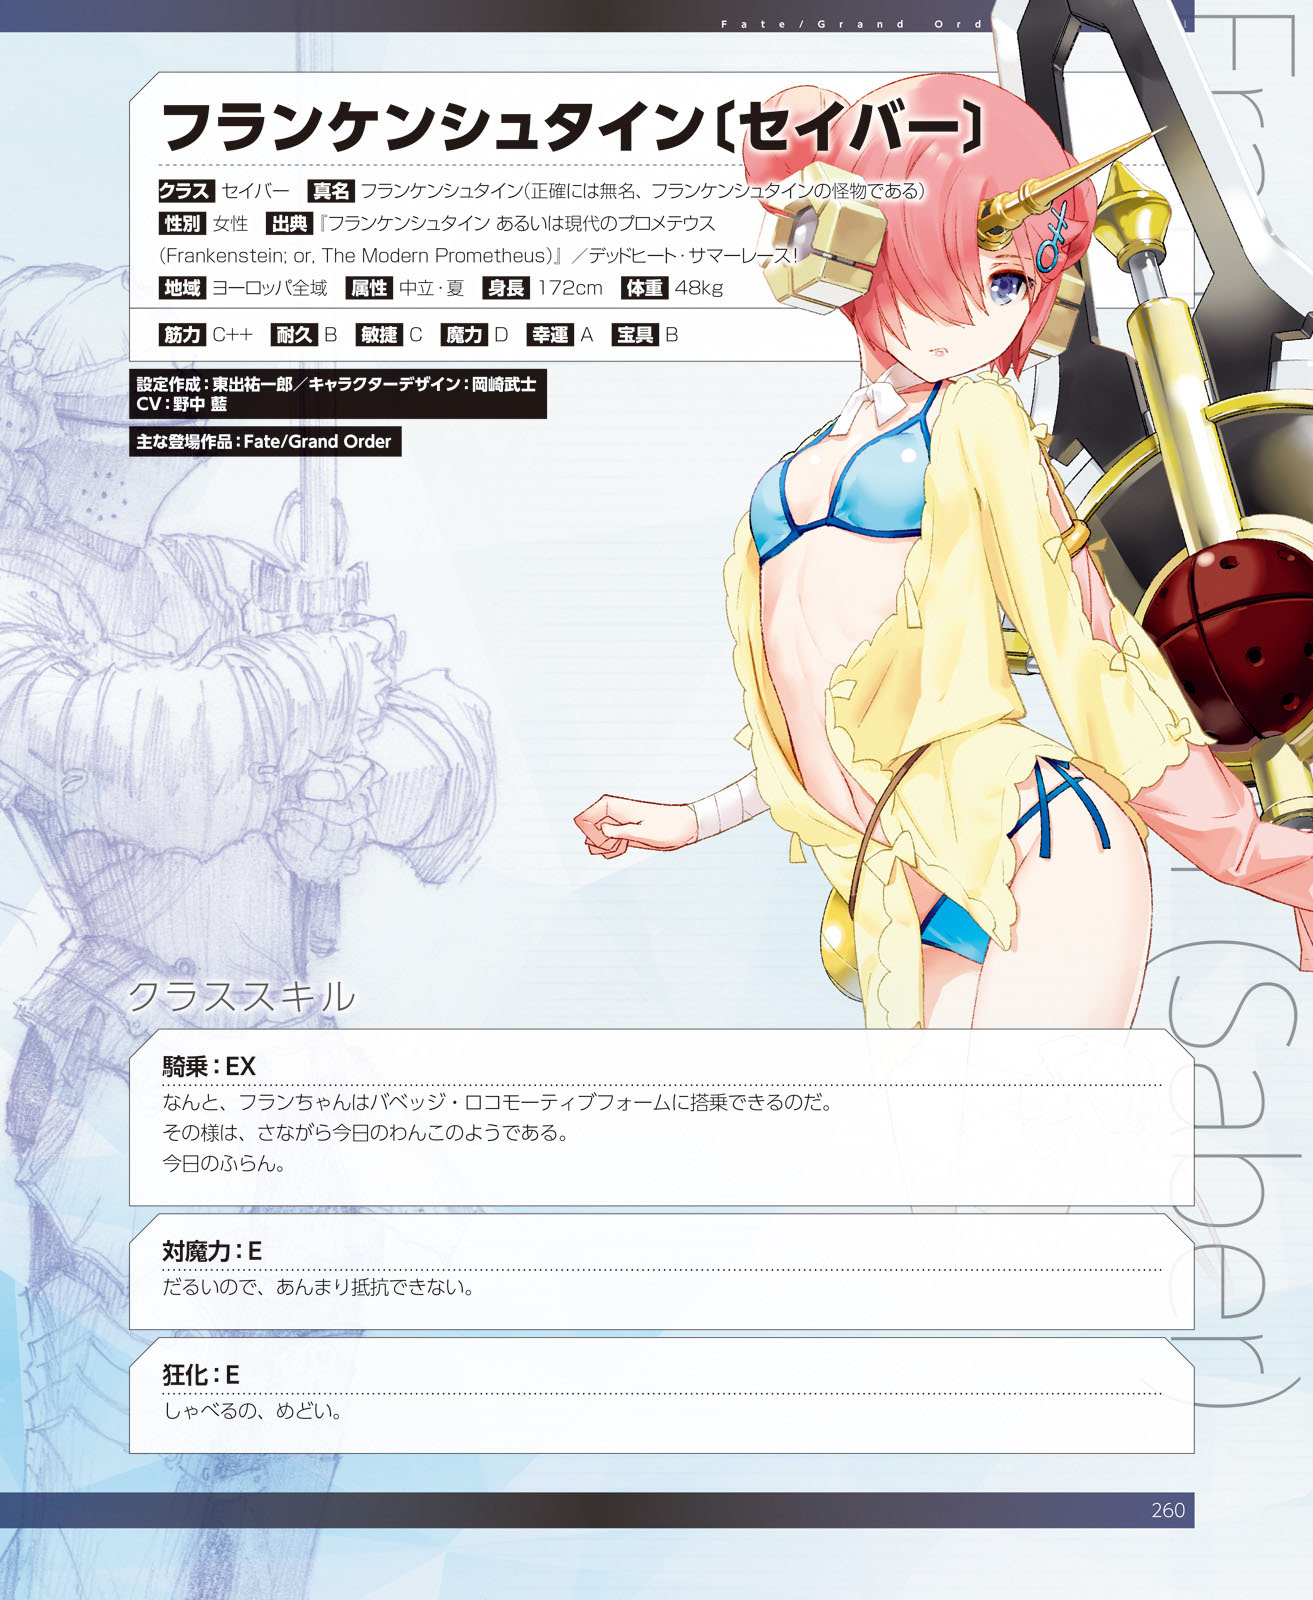 Fate/Grand Ord
フランケンシュタイン〔セイバー〕
クラス セイバー 真名 フランケンシュタイン(正確には無名、フランケンシュタインの怪物である)
性別 女性 出典 『フランケンシュタイン あるいは現代のプロメテウス
(Frankenstein; or, The Modern Prometheus)』／デッドヒート・サマーレース!
地域 ヨーロッパ全域 属性 中立・夏 身長 172cm 体重 48kg
筋力 C++ 耐久 B 敏捷 C 魔力 D 幸運 A 宝具 B
設定作成：東出祐一郎／キャラクターデザイン：岡崎武士
CV：野中 藍
主な登場作品：Fate/Grand Order
クラススキル
騎乗：EX
なんと、フランちゃんはバベッジ・ロコモーティブフォームに搭乗できるのだ。
その様は、さながら今日のわんこのようである。
今日のふらん。
対魔力：E
だるいので、あんまり抵抗できない。
狂化：E
しゃべるの、めどい。
(Saber)
260